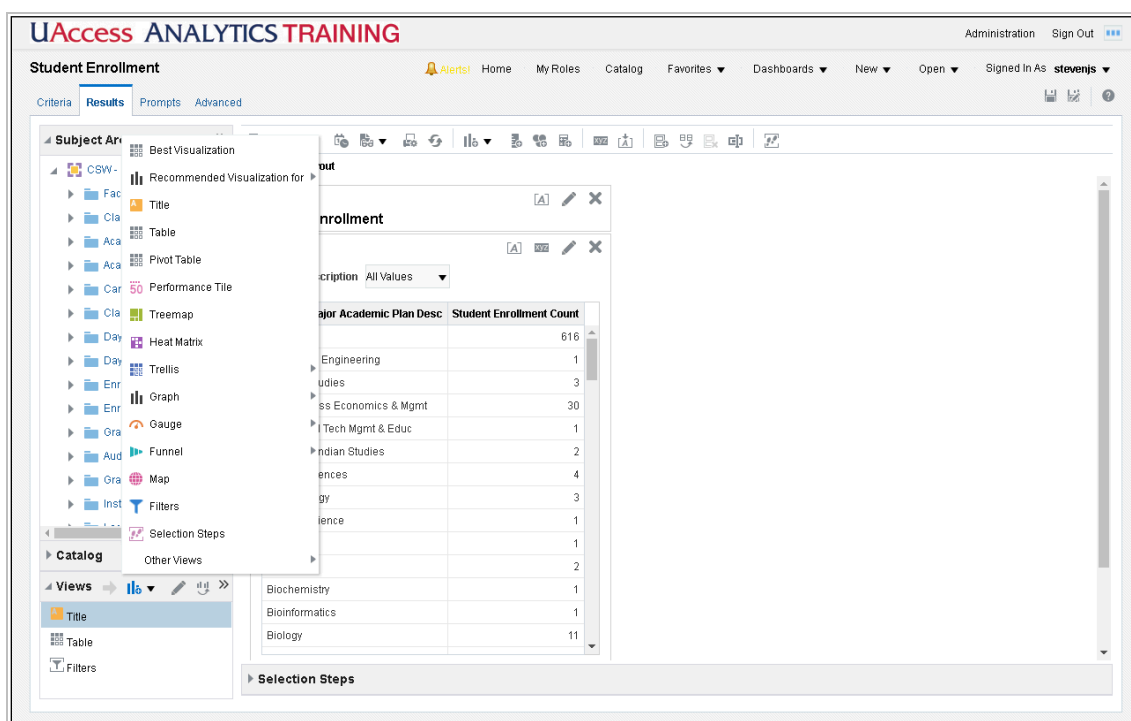 UAccess ANALYTICS TRAINING
Administration Sign Out
Student Enrollment
Alerts! Home My Roles Catalog Favorites Dashboards New Open Signed In As stevenjs
Criteria Results Prompts Advanced
Subject Are
CSW-
Fac
Cla
Aca
Aca
Car
Cla
Day
Day
Enr
Enr
Gra
Aud
Gra
Inst
Catalog
Views
Title
Table
Filters
Best Visualization
Recommended Visualization for
Title
Table
Pivot Table
50 Performance Tile
Treemap
Heat Matrix
Trellis
Graph
Gauge
Funnel
Map
Filters
Selection Steps
Other Views
xyz
out
nrollment
xyz
cription All Values
ajor Academic Plan Desc Student Enrollment Count
616
Engineering 1
udies 3
ss Economics & Mgmt 30
l Tech Mgmt & Educ 1
ndian Studies 2
ences 4
gy 3
ience 1
1
2
Biochemistry 1
Bioinformatics 1
Biology 11
Selection Steps